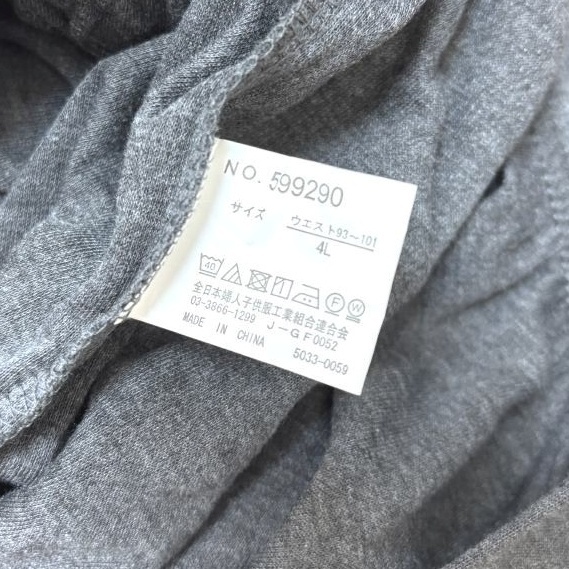 NO. 599290
サイズ ウエスト93~101
4L
40 F W
全日本婦人子供服工業組合連合会
03-3866-1299 J-GF0052
MADE IN CHINA 5033-0059